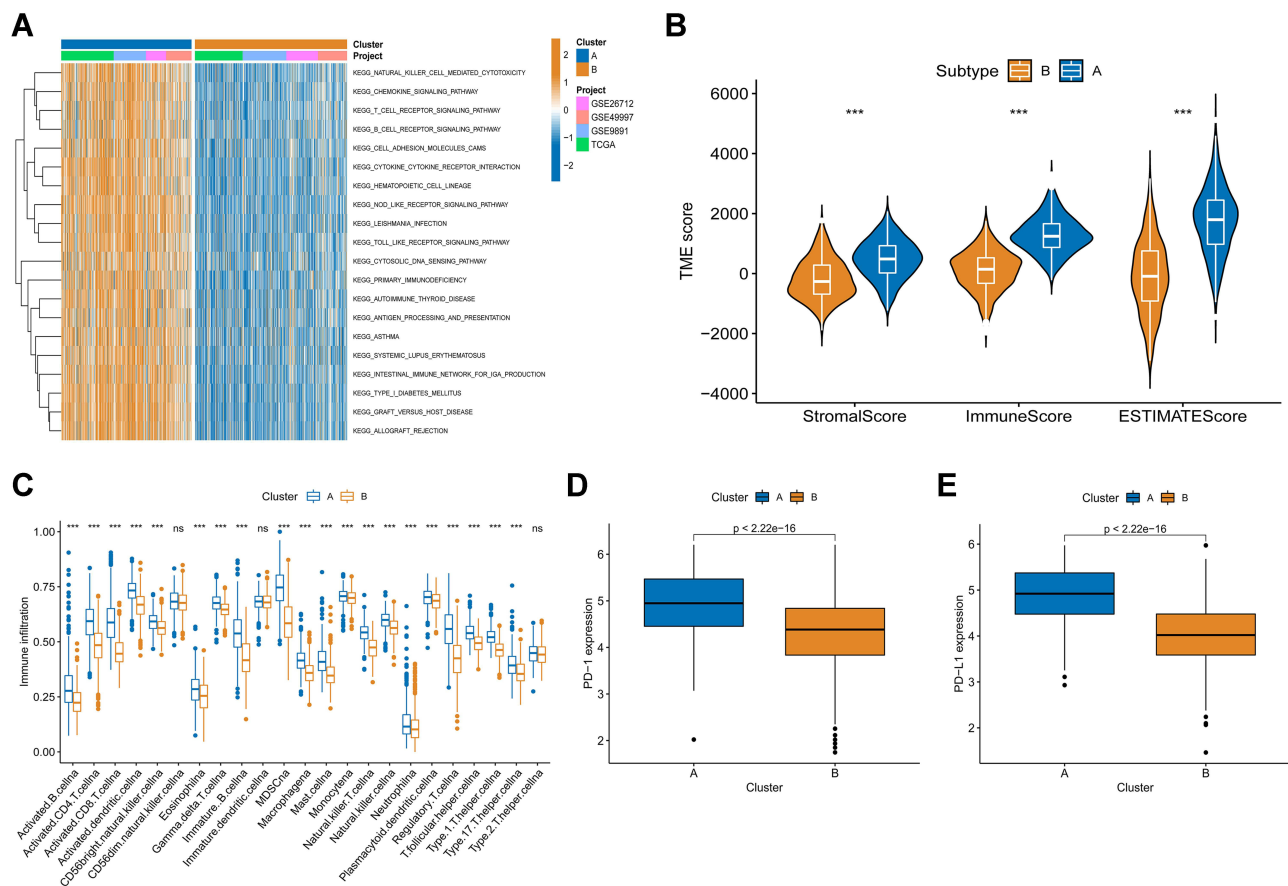 A
Cluster
Project
2
1
0
−1
−2
Cluster
A
B
Project
GSE26712
GSE49997
GSE9891
TCGA
KEGG_NATURAL_KILLER_CELL_MEDIATED_CYTOTOXICITY
KEGG_CHEMOKINE_SIGNALING_PATHWAY
KEGG_T_CELL_RECEPTOR_SIGNALING_PATHWAY
KEGG_B_CELL_RECEPTOR_SIGNALING_PATHWAY
KEGG_CELL_ADHESION_MOLECULES_CAMS
KEGG_CYTOKINE_CYTOKINE_RECEPTOR_INTERACTION
KEGG_HEMATOPOIETIC_CELL_LINEAGE
KEGG_NOD_LIKE_RECEPTOR_SIGNALING_PATHWAY
KEGG_LEISHMANIA_INFECTION
KEGG_TOLL_LIKE_RECEPTOR_SIGNALING_PATHWAY
KEGG_CYTOSOLIC_DNA_SENSING_PATHWAY
KEGG_PRIMARY_IMMUNODEFICIENCY
KEGG_AUTOIMMUNE_THYROID_DISEASE
KEGG_ANTIGEN_PROCESSING_AND_PRESENTATION
KEGG_ASTHMA
KEGG_SYSTEMIC_LUPUS_ERYTHEMATOSUS
KEGG_INTESTINAL_IMMUNE_NETWORK_FOR_IGA_PRODUCTION
KEGG_TYPE_I_DIABETES_MELLITUS
KEGG_GRAFT_VERSUS_HOST_DISEASE
KEGG_ALLOGRAFT_REJECTION
B
Subtype B A
TME score
6000
4000
2000
0
−2000
−4000
*** *** ***
StromalScore ImmuneScore ESTIMATEScore
C
Cluster A B
Immune infiltration
1.00
0.75
0.50
0.25
0.00
*** *** *** *** *** ns *** *** *** ns *** *** *** *** *** *** *** *** *** *** *** *** ns
Activated.B.cellna
Activated.CD4.T.cellna
Activated.CD8.T.cellna
Activated.dendritic.cellna
CD56bright.natural.killer.cellna
CD56dim.natural.killer.cellna
Eosinophilna
Gamma.delta.T.cellna
Immature..B.cellna
Immature.dendritic.cellna
MDSCna
Macrophagena
Mast.cellna
Monocytena
Natural.killer.T.cellna
Natural.killer.cellna
Neutrophilna
Plasmacytoid.dendritic.cellna
Regulatory.T.cellna
T.follicular.helper.cellna
Type.1.T.helper.cellna
Type.17.T.helper.cellna
Type.2.T.helper.cellna
D
Cluster A B
p < 2.22e−16
PD−1 expression
6
5
4
3
2
A B
Cluster
E
Cluster A B
p < 2.22e−16
PD−L1 expression
6
5
4
3
2
A B
Cluster